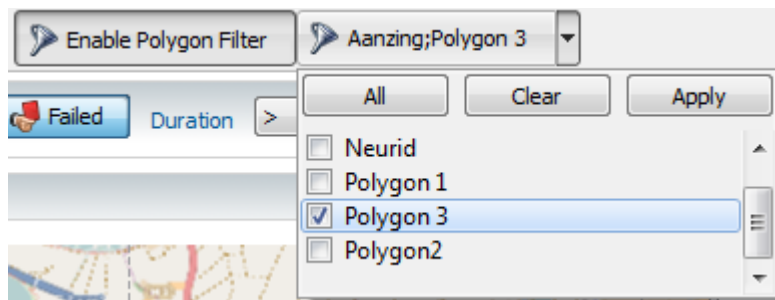 Enable Polygon Filter
Aanzing;Polygon 3
All
Clear
Apply
Failed
Duration
>
Neurid
Polygon 1
Polygon 3
Polygon2